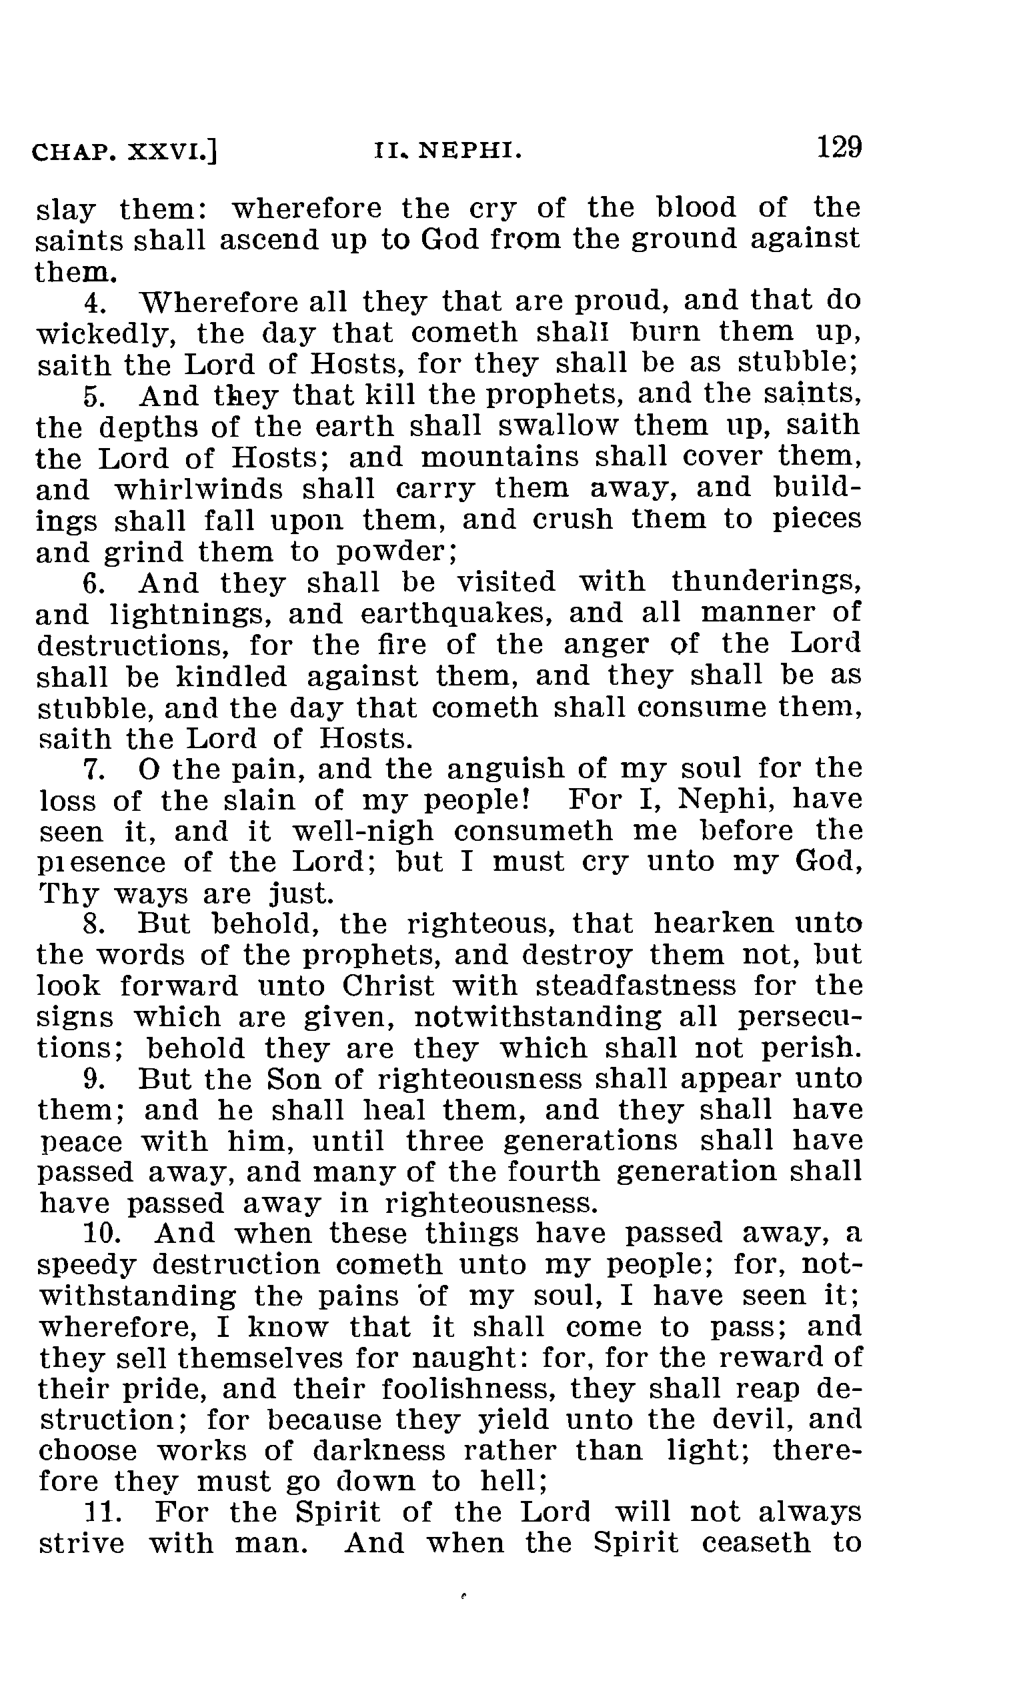 CHAP. XXVI.] II. NEPHI. 129
slay them: wherefore the cry of the blood of the
saints shall ascend up to God from the ground against
them.
4. Wherefore all they that are proud, and that do
wickedly, the day that cometh shall burn them up,
saith the Lord of Hosts, for they shall be as stubble;
5. And they that kill the prophets, and the saints,
the depths of the earth shall swallow them up, saith
the Lord of Hosts; and mountains shall cover them,
and whirlwinds shall carry them away, and build-
ings shall fall upon them, and crush them to pieces
and grind them to powder;
6. And they shall be visited with thunderings,
and lightnings, and earthquakes, and all manner of
destructions, for the fire of the anger of the Lord
shall be kindled against them, and they shall be as
stubble, and the day that cometh shall consume them,
saith the Lord of Hosts.
7. O the pain, and the anguish of my soul for the
loss of the slain of my people! For I, Nephi, have
seen it, and it well-nigh consumeth me before the
presence of the Lord; but I must cry unto my God,
Thy ways are just.
8. But behold, the righteous, that hearken unto
the words of the prophets, and destroy them not, but
look forward unto Christ with steadfastness for the
signs which are given, notwithstanding all persecu-
tions; behold they are they which shall not perish.
9. But the Son of righteousness shall appear unto
them; and he shall heal them, and they shall have
peace with him, until three generations shall have
passed away, and many of the fourth generation shall
have passed away in righteousness.
10. And when these things have passed away, a
speedy destruction cometh unto my people; for, not-
withstanding the pains of my soul, I have seen it;
wherefore, I know that it shall come to pass; and
they sell themselves for naught: for, for the reward of
their pride, and their foolishness, they shall reap de-
struction; for because they yield unto the devil, and
choose works of darkness rather than light; there-
fore they must go down to hell;
11. For the Spirit of the Lord will not always
strive with man. And when the Spirit ceaseth to